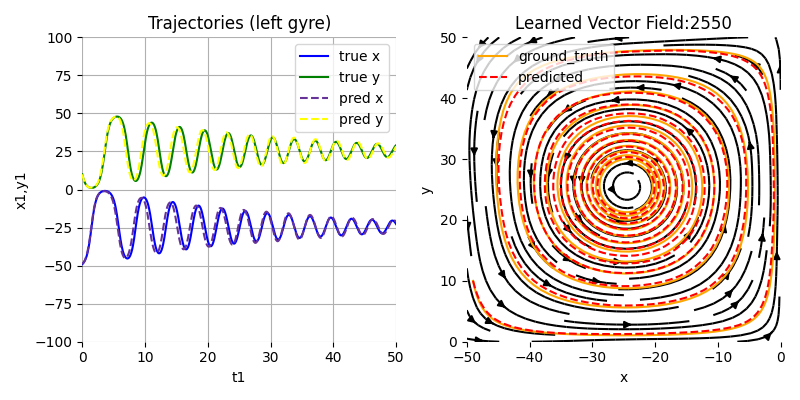 Trajectories (left gyre)
x1,y1
100
75
50
25
0
−25
−50
−75
−100
0
10
20
30
40
50
t1
true x
true y
pred x
pred y
Learned Vector Field:2550
y
50
40
30
20
10
0
−50
−40
−30
−20
−10
0
x
ground_truth
predicted